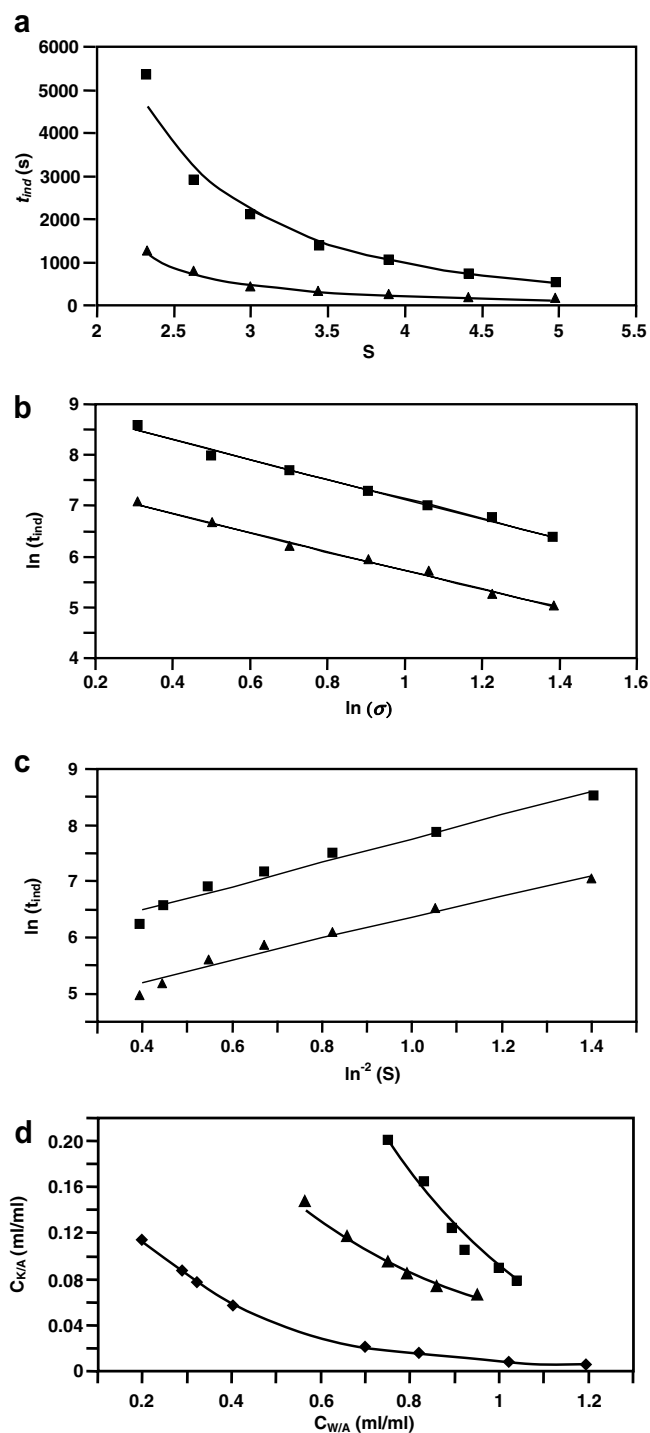 a
6000
5000
4000
3000
2000
1000
0
t_ind (s)
2 2.5 3 3.5 4 4.5 5 5.5
S
b
9
8
7
6
5
4
ln (t_ind)
0.2 0.4 0.6 0.8 1 1.2 1.4 1.6
ln (σ)
c
9
8
7
6
5
ln (t_ind)
0.4 0.6 0.8 1.0 1.2 1.4
ln⁻² (S)
d
0.20
0.16
0.12
0.08
0.04
0
C_K/A (ml/ml)
0.2 0.4 0.6 0.8 1 1.2
C_W/A (ml/ml)